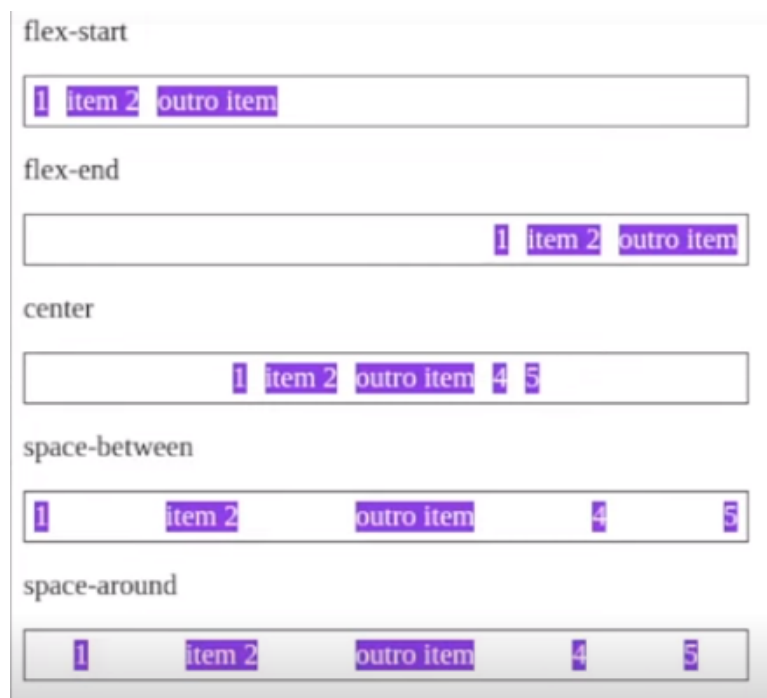 flex-start
1 item 2 outro item
flex-end
1 item 2 outro item
center
1 item 2 outro item 4 5
space-between
1 item 2 outro item 4 5
space-around
1 item 2 outro item 4 5